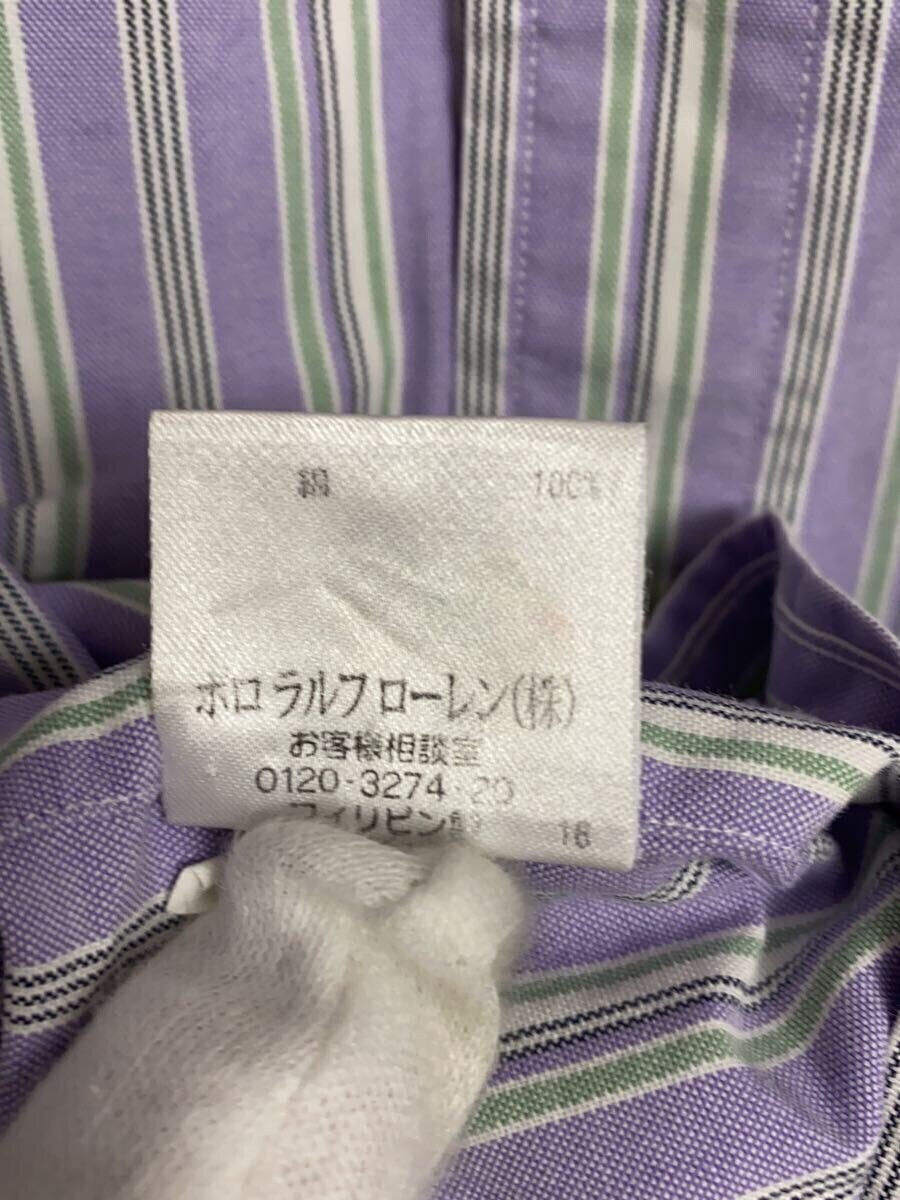 綿 100%
ポロ ラルフ ローレン(株)
お客様相談室
0120-3274-20
フィリピン製 16